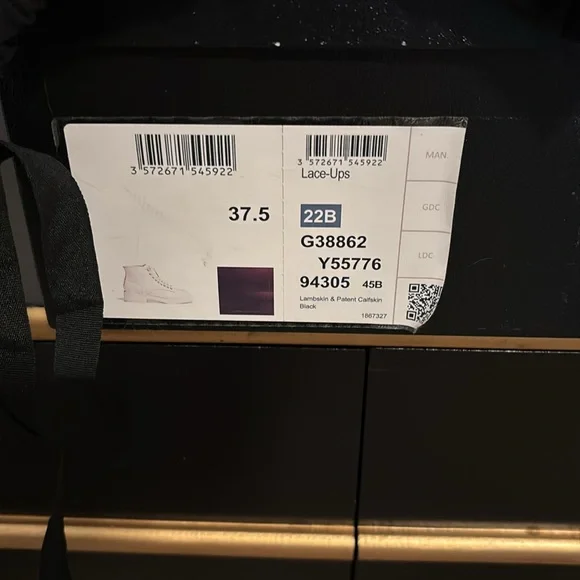 3 572671 545922
37.5
3 572671 545922
Lace-Ups
22B
G38862
Y55776
94305 45B
Lambskin & Patent Calfskin
Black
1867327
MAN
GDC
LDC